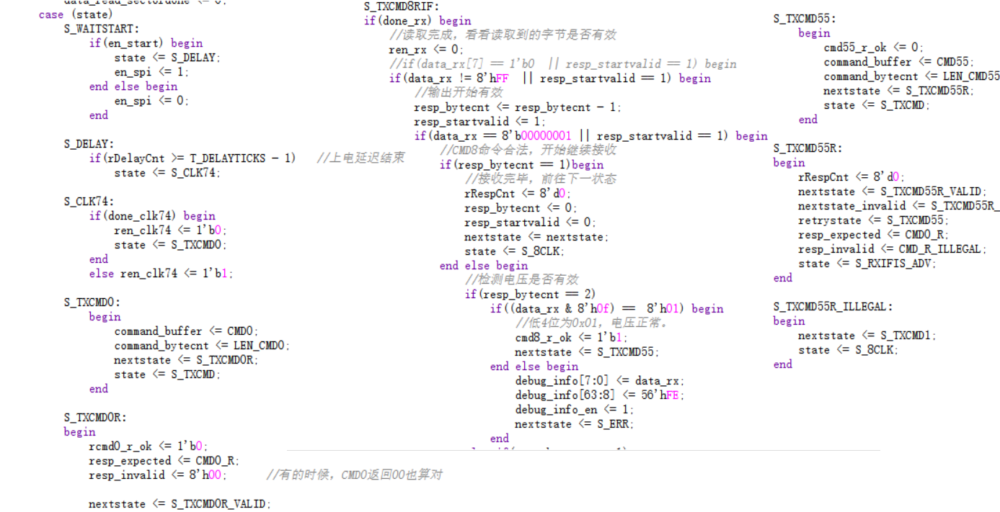 case (state)
S_WAITSTART:
if(en_start) begin
state <= S_DELAY;
en_spi <= 1;
end else begin
en_spi <= 0;
end
S_DELAY:
if(rDelayCnt >= T_DELAYTICKS - 1) //上电延迟结束
state <= S_CLK74;
S_CLK74:
if(done_clk74) begin
ren_clk74 <= 1'b0;
state <= S_TXCMD0;
end
else ren_clk74 <= 1'b1;
S_TXCMD0:
begin
command_buffer <= CMD0;
command_bytecnt <= LEN_CMD0;
nextstate <= S_TXCMD0R;
state <= S_TXCMD;
end
S_TXCMD0R:
begin
rcmd0_r_ok <= 1'b0;
resp_expected <= CMD0_R;
resp_invalid <= 8'h00; //有的时候，CMD0返回00也算对
nextstate <= S_TXCMD0R_VALID;
S_TXCMD8RIF:
if(done_rx) begin
//读取完成，看看读取到的字节是否有效
ren_rx <= 0;
//if(data_rx[7] == 1'b0 || resp_startvalid == 1) begin
if(data_rx != 8'hFF || resp_startvalid == 1) begin
//输出开始有效
resp_bytecnt <= resp_bytecnt - 1;
resp_startvalid <= 1;
if(data_rx == 8'b00000001 || resp_startvalid == 1) begin
//CMD8命令合法，开始继续接收
if(resp_bytecnt == 1)begin
//接收完毕，前往下一状态
rRespCnt <= 8'd0;
resp_bytecnt <= 0;
resp_startvalid <= 0;
nextstate <= nextstate;
state <= S_8CLK;
end else begin
//检测电压是否有效
if(resp_bytecnt == 2)
if((data_rx & 8'h0f) == 8'h01) begin
//低4位为0x01，电压正常。
cmd8_r_ok <= 1'b1;
nextstate <= S_TXCMD55;
end else begin
debug_info[7:0] <= data_rx;
debug_info[63:8] <= 56'hFE;
debug_info_en <= 1;
nextstate <= S_ERR;
end
S_TXCMD55:
begin
cmd55_r_ok <= 0;
command_buffer <= CMD55;
command_bytecnt <= LEN_CMD55
nextstate <= S_TXCMD55R;
state <= S_TXCMD;
end
S_TXCMD55R:
begin
rRespCnt <= 8'd0;
nextstate <= S_TXCMD55R_VALID;
nextstate_invalid <= S_TXCMD55R_
retrystate <= S_TXCMD55;
resp_expected <= CMD0_R;
resp_invalid <= CMD_R_ILLEGAL;
state <= S_RXIFIS_ADV;
end
S_TXCMD55R_ILLEGAL:
begin
nextstate <= S_TXCMD1;
state <= S_8CLK;
end